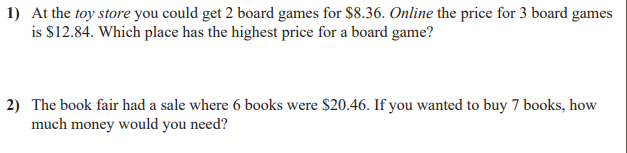 1) At the toy store you could get 2 board games for $8.36. Online the price for 3 board games
is $12.84. Which place has the highest price for a board game?
2) The book fair had a sale where 6 books were $20.46. If you wanted to buy 7 books, how
much money would you need?